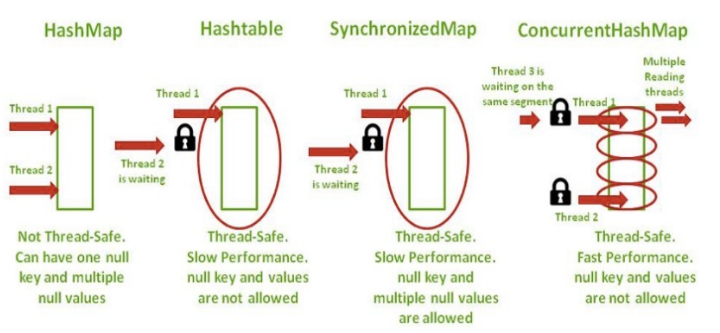 HashMap
Thread 1
Thread 2
Not Thread-Safe.
Can have one null
key and multiple
null values
Hashtable
Thread 1
Thread 2
is waiting
Thread-Safe.
Slow Performance.
null key and values
are not allowed
SynchronizedMap
Thread 1
Thread 2
is waiting
Thread-Safe.
Slow Performance.
null key and
multiple null values
are allowed
ConcurrentHashMap
Thread 3 is
waiting on the
same segment
Thread 1
Multiple
Reading
threads
Thread 2
Thread-Safe.
Fast Performance.
null key and values
are not allowed